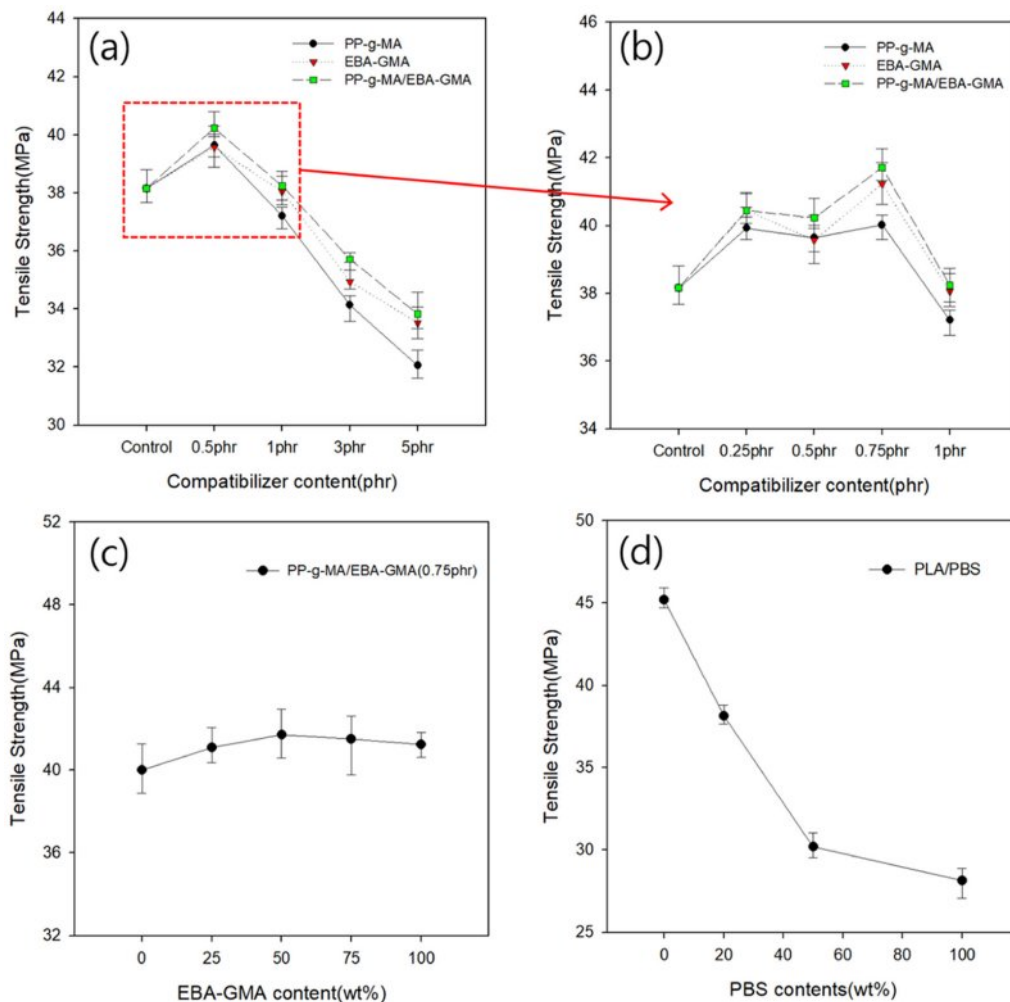 (a)
PP-g-MA
EBA-GMA
PP-g-MA/EBA-GMA
Tensile Strength(MPa)
44
42
40
38
36
34
32
30
Control 0.5phr 1phr 3phr 5phr
Compatibilizer content(phr)
(b)
PP-g-MA
EBA-GMA
PP-g-MA/EBA-GMA
Tensile Strength(MPa)
46
44
42
40
38
36
34
Control 0.25phr 0.5phr 0.75phr 1phr
Compatibilizer content(phr)
(c)
PP-g-MA/EBA-GMA(0.75phr)
Tensile Strength(MPa)
52
48
44
40
36
32
0 25 50 75 100
EBA-GMA content(wt%)
(d)
PLA/PBS
Tensile Strength(MPa)
50
45
40
35
30
25
0 20 40 60 80 100
PBS contents(wt%)